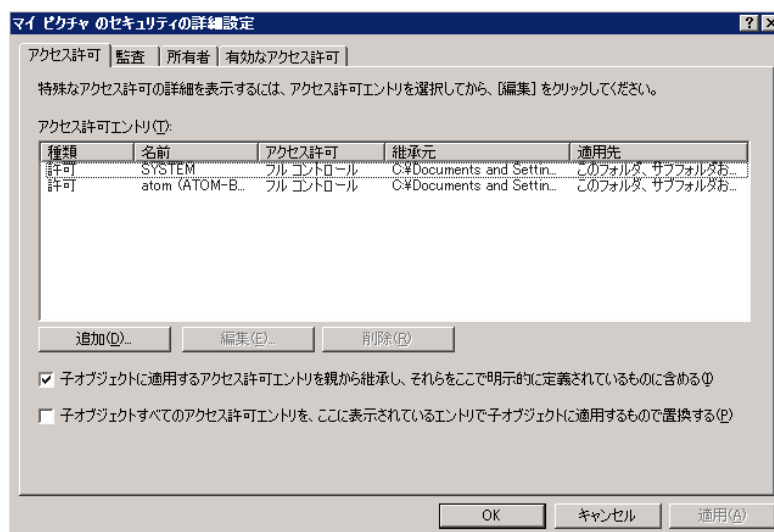 マイ ピクチャ のセキュリティの詳細設定
アクセス許可 監査 所有者 有効なアクセス許可
特殊なアクセス許可の詳細を表示するには、アクセス許可エントリを選択してから、[編集] をクリックしてください。
アクセス許可エントリ(T):
種類 名前 アクセス許可 継承元 適用先
許可 SYSTEM フル コントロール C:¥Documents and Settin... このフォルダ、サブフォルダお...
許可 atom (ATOM-B... フル コントロール C:¥Documents and Settin... このフォルダ、サブフォルダお...
追加(D)... 編集(E)... 削除(R)
子オブジェクトに適用するアクセス許可エントリを親から継承し、それらをここで明示的に定義されているものに含める(I)
子オブジェクトすべてのアクセス許可エントリを、ここに表示されているエントリで子オブジェクトに適用するもので置換する(P)
OK キャンセル 適用(A)